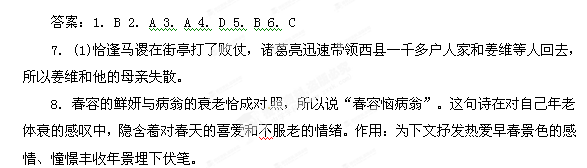 答案：1. B 2. A 3. A 4. D 5. B 6. C
7. (1)恰逢马谡在街亭打了败仗，诸葛亮迅速带领西县一千多户人家和姜维等人回去，
所以姜维和他的母亲失散。
8. 春容的鲜妍与病翁的衰老恰成对照，所以说“春容恼病翁”。这句诗在对自己年老
体衰的感叹中，隐含着对春天的喜爱和不服老的情绪。作用：为下文抒发热爱早春景色的感
情、憧憬丰收年景埋下伏笔。